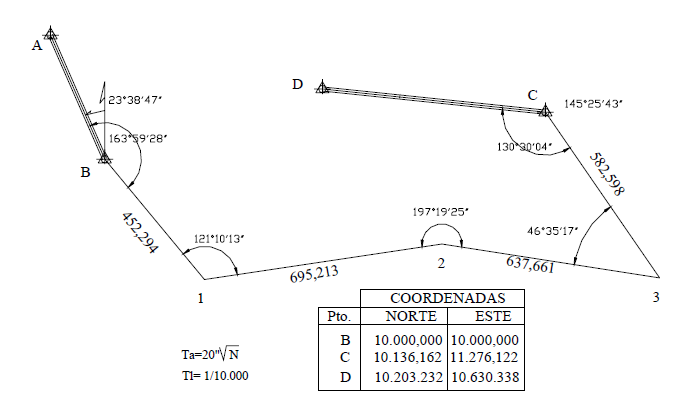 A
D
C
145°25'43"
23°38'47"
163°59'28"
130°30'04"
B
582,598
197°19'25"
452,294
121°10'13"
46°35'17"
695,213
2
637,661
1
3
COORDENADAS
Pto. NORTE ESTE
B 10.000,000 10.000,000
C 10.136,162 11.276,122
D 10.203.232 10.630.338
Ta=20"√N
Tl= 1/10.000